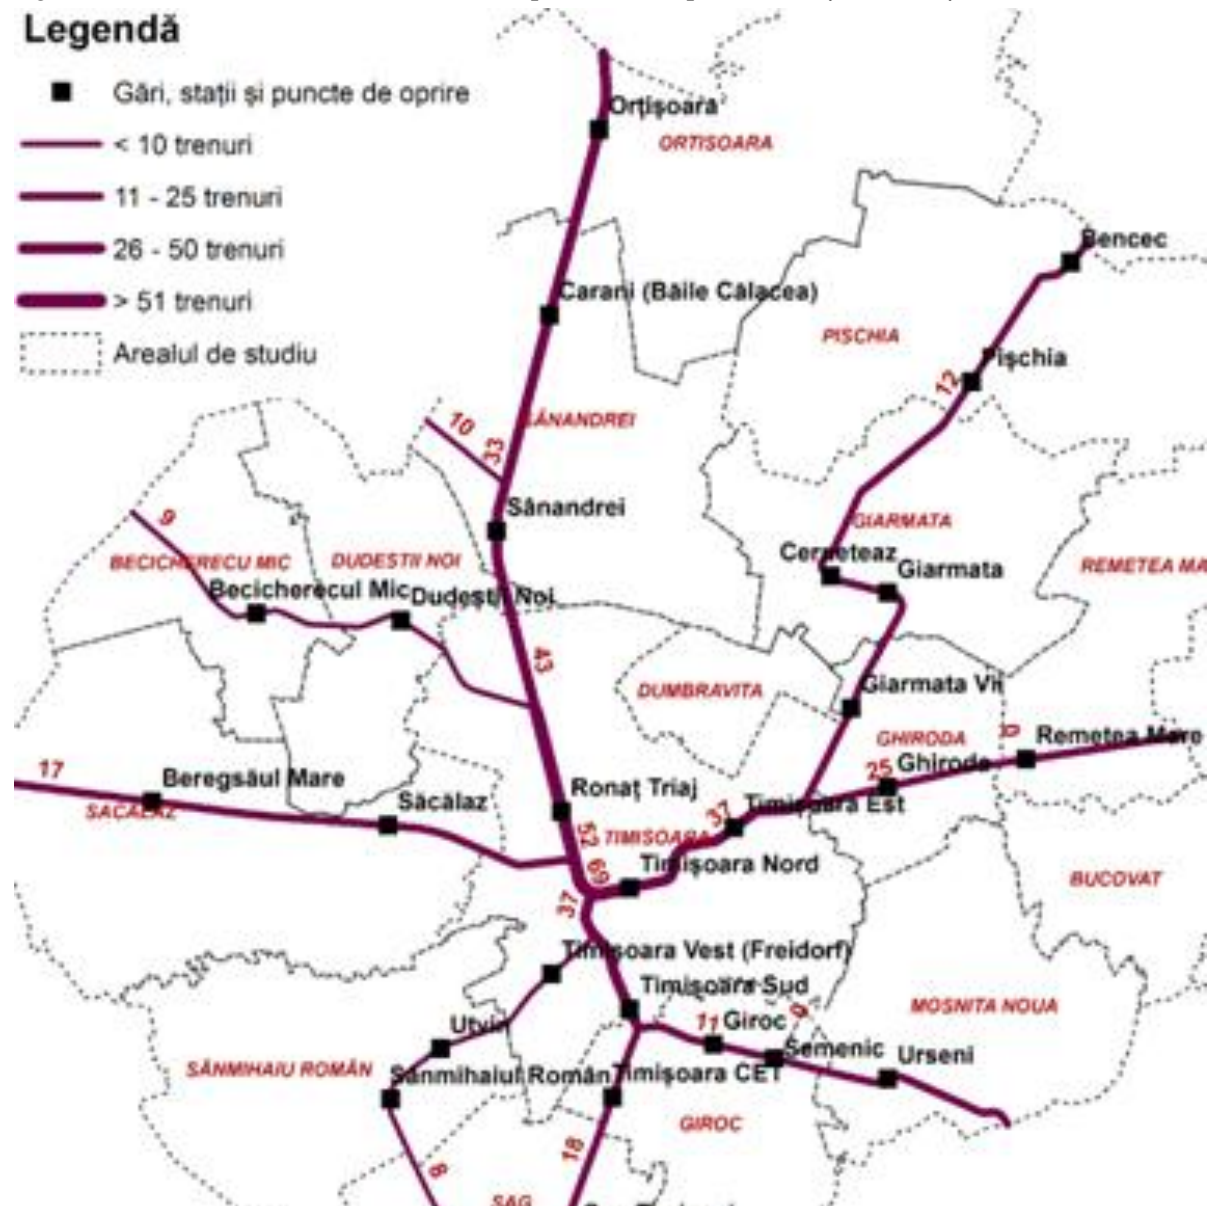 Legendă
Gări, stații și puncte de oprire
< 10 trenuri
11 - 25 trenuri
26 - 50 trenuri
> 51 trenuri
Arealul de studiu
Orțișoara
ORTISOARA
Bencec
Carani (Băile Călacea)
PISCHIA
Pișchia
12
10
33
SÂNANDREI
Sânandrei
9
GIARMATA
BECICHERECU MIC
DUDESTII NOI
Cerneteaz
Giarmata
REMETEA MA
Becicherecul Mic
Dudeștii Noi
43
DUMBRAVITA
Giarmata Vii
GHIRODA
Remetea Mare
17
Beregsăul Mare
25
Ghiroda
SACALAZ
Săcălaz
Ronaț Triaj
37
Timișoara Est
52
TIMISOARA
69
Timișoara Nord
BUCOVAT
37
Timișoara Vest (Freidorf)
Timișoara Sud
MOSNITA NOUA
Utvin
11
Giroc
Semenic
Urseni
SÂNMIHAIU ROMÂN
Sânmihaiul Român
Timișoara CET
GIROC
18
8
SAG